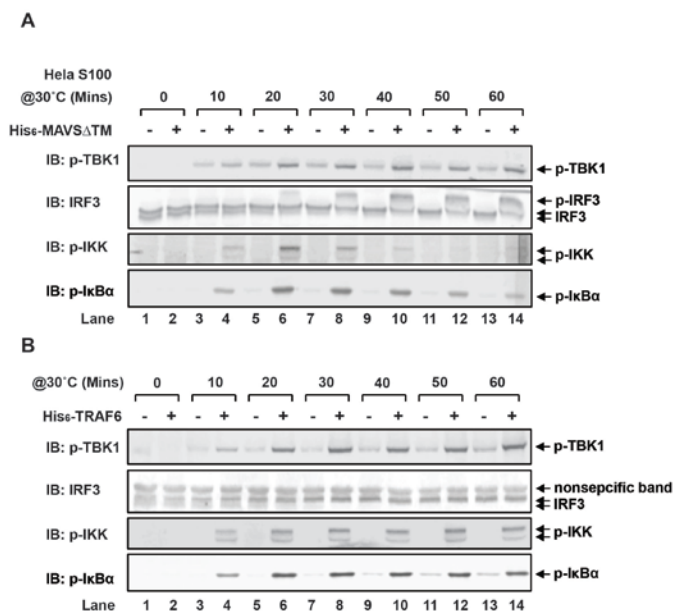 A
Hela S100
@30°C (Mins) 0 10 20 30 40 50 60
His₆-MAVSΔTM - + - + - + - + - + - + - +
IB: p-TBK1 p-TBK1
IB: IRF3 p-IRF3
IRF3
IB: p-IKK p-IKK
IB: p-IκBα p-IκBα
Lane 1 2 3 4 5 6 7 8 9 10 11 12 13 14
B
@30°C (Mins) 0 10 20 30 40 50 60
His₆-TRAF6 - + - + - + - + - + - + - +
IB: p-TBK1 p-TBK1
IB: IRF3 nonsepcific band
IRF3
IB: p-IKK p-IKK
IB: p-IκBα p-IκBα
Lane 1 2 3 4 5 6 7 8 9 10 11 12 13 14